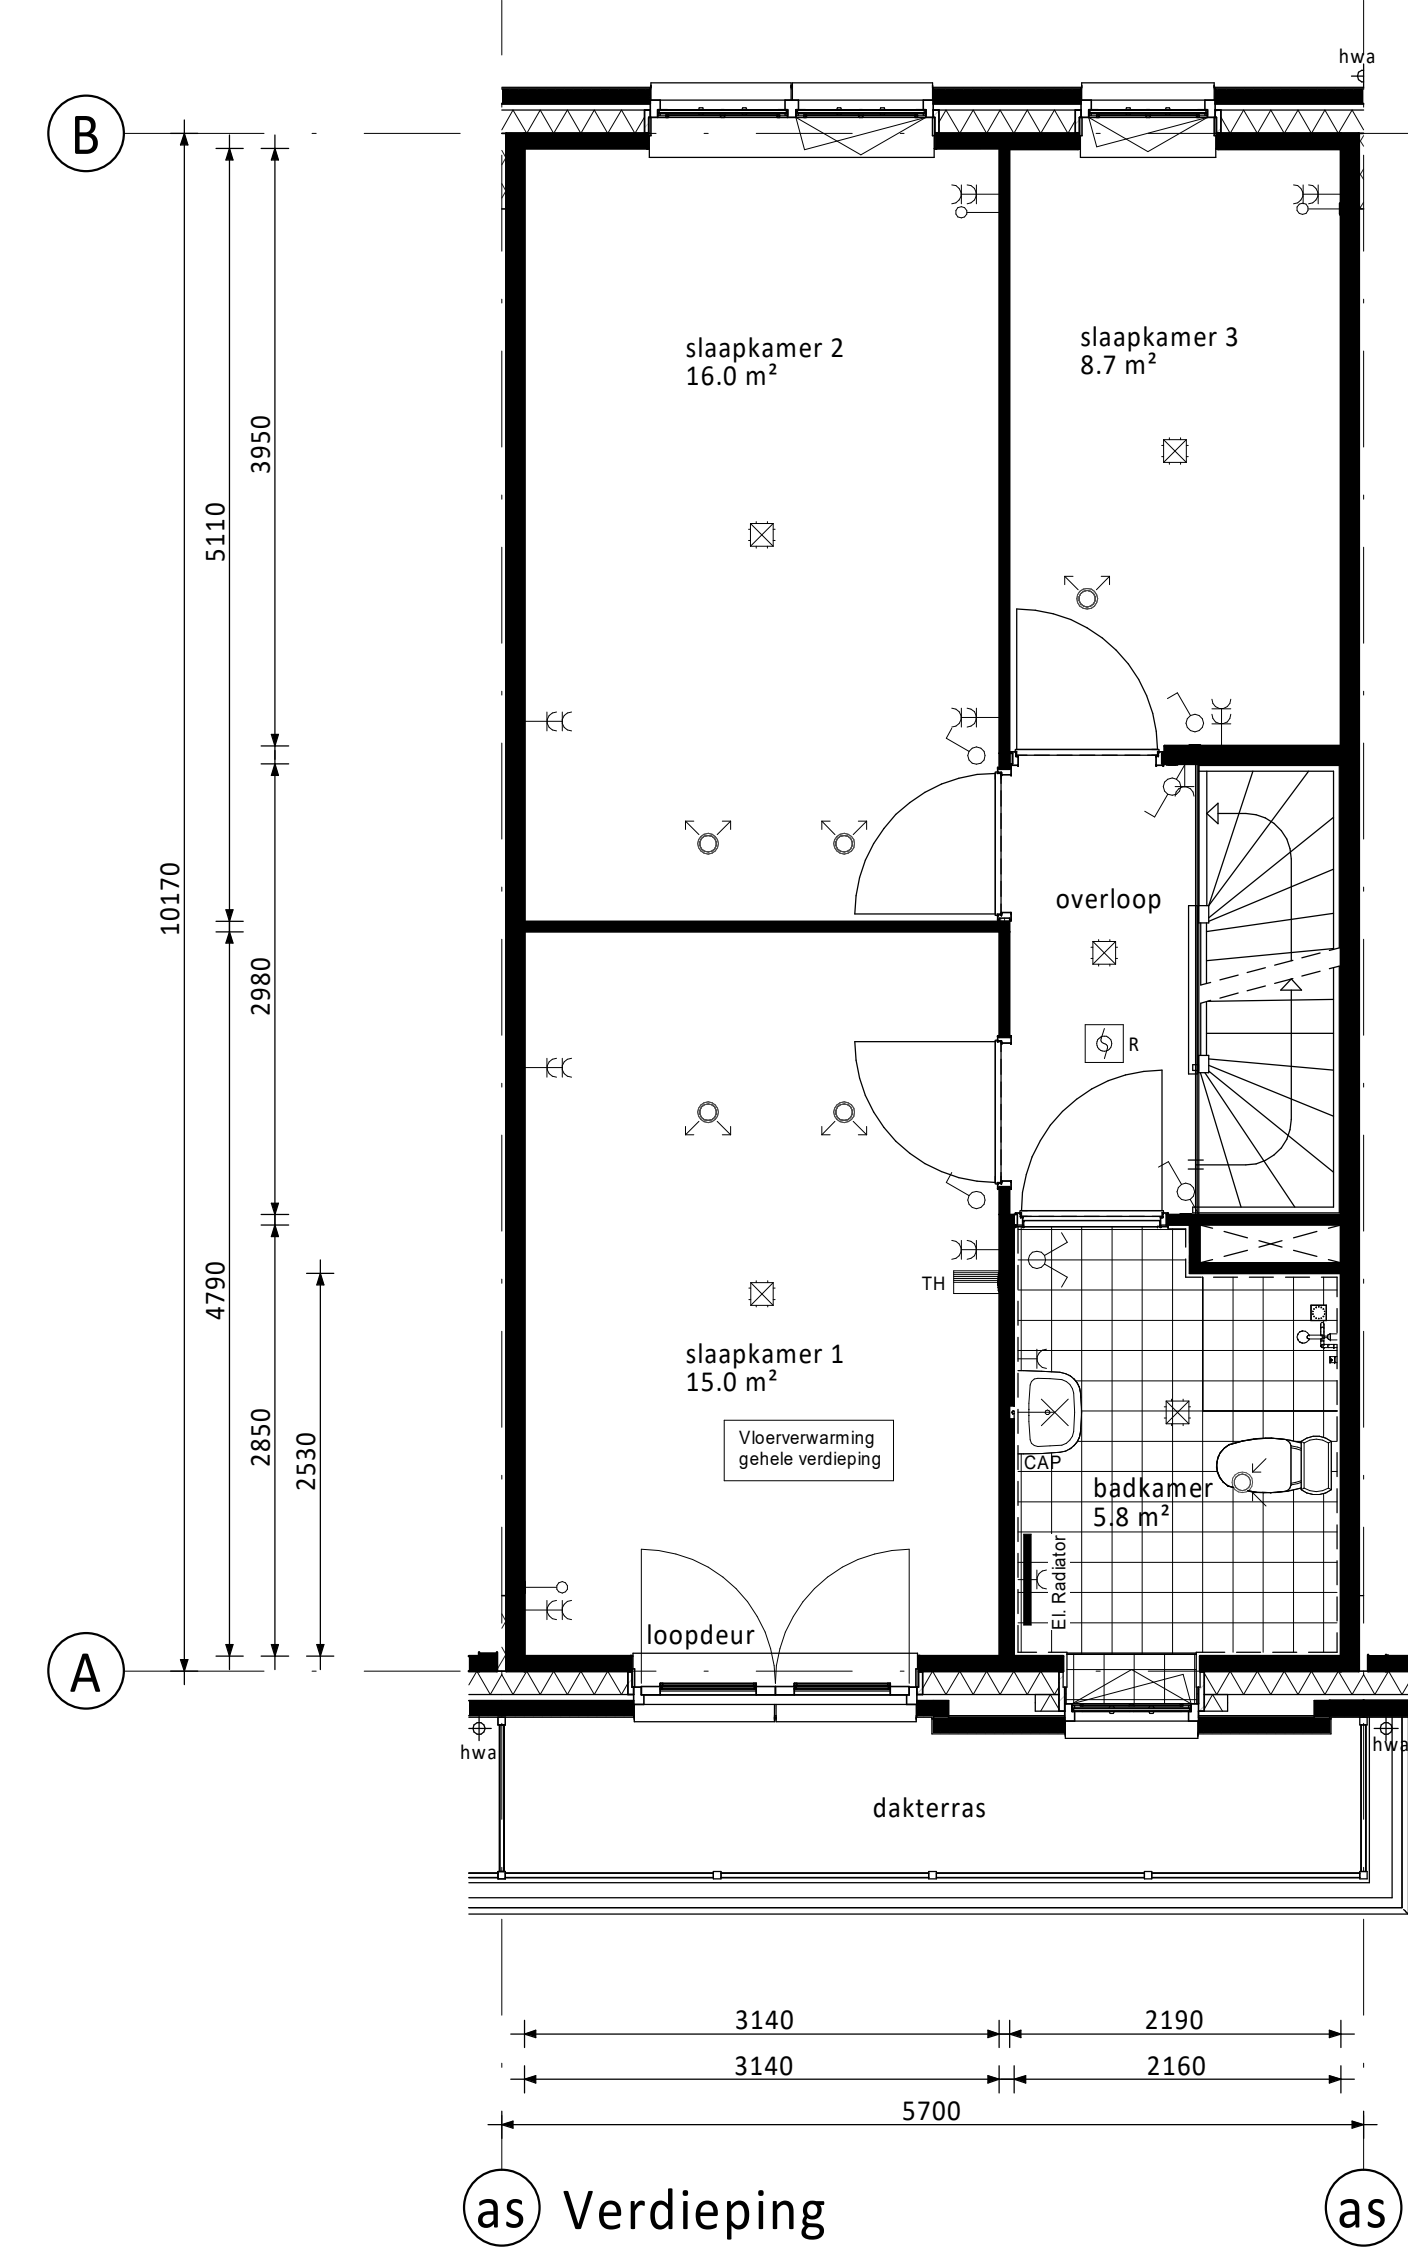 hwa
B
slaapkamer 2
16.0 m²
slaapkamer 3
8.7 m²
3950
5110
10170
overloop
2980
R
4790
TH
slaapkamer 1
15.0 m²
2850
2530
Vloerverwarming
gehele verdieping
CAP
badkamer
5.8 m²
El. Radiator
loopdeur
A
hwa
hwa
dakterras
3140
2190
3140
2160
5700
as
Verdieping
as